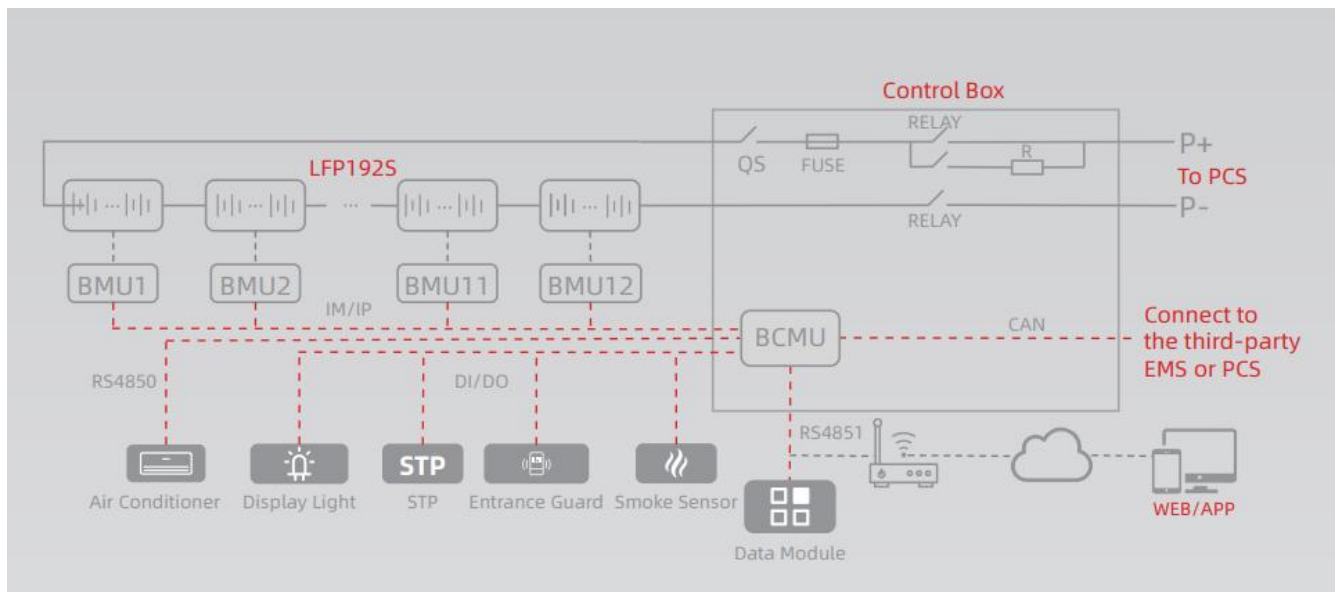 Control Box
RELAY
QS
FUSE
R
P+
To PCS
P-
RELAY
LFP192S
...
BMU1
BMU2
BMU11
BMU12
IM/IP
BCMU
CAN
Connect to
the third-party
EMS or PCS
RS4850
DI/DO
RS4851
STP
Air Conditioner
Display Light
STP
Entrance Guard
Smoke Sensor
Data Module
WEB/APP